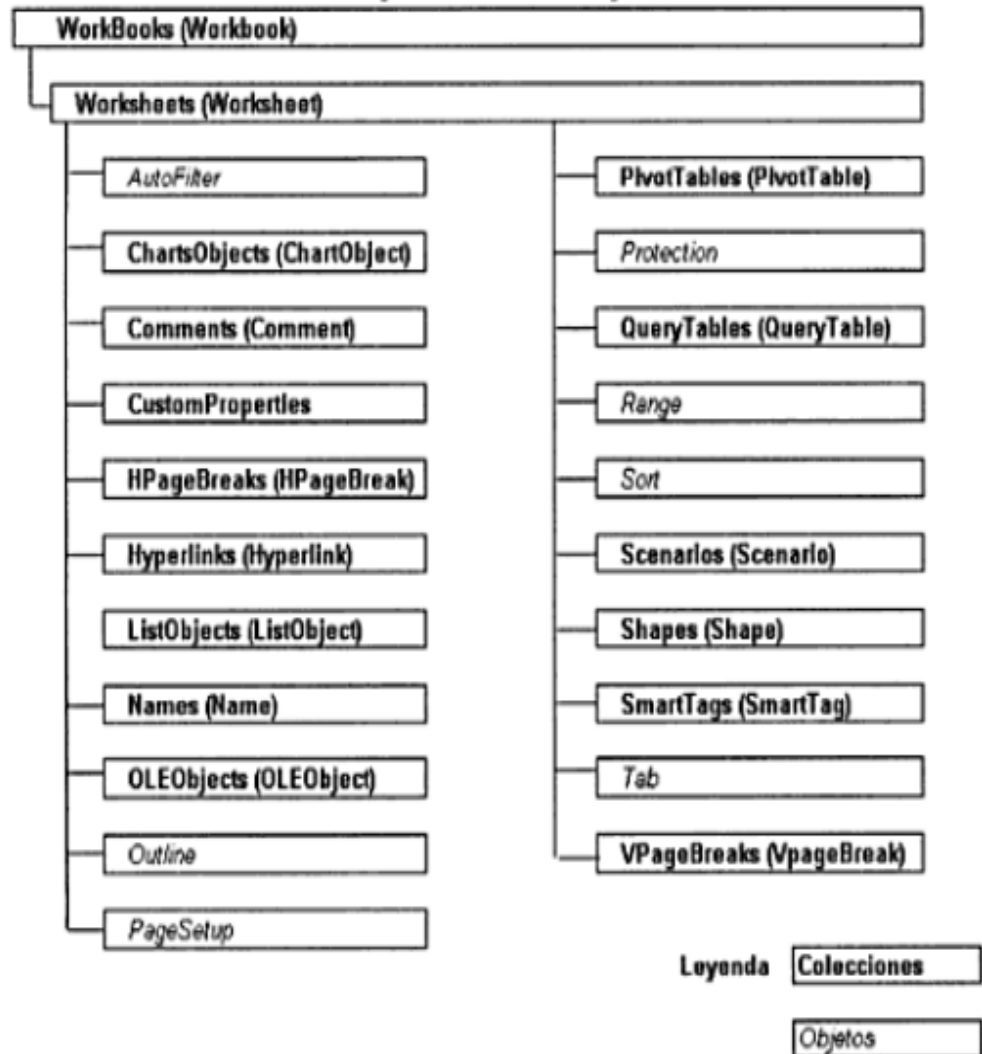 WorkBooks (Workbook)
Worksheets (Worksheet)
AutoFilter
ChartsObjects (ChartObject)
Comments (Comment)
CustomProperties
HPageBreaks (HPageBreak)
Hyperlinks (Hyperlink)
ListObjects (ListObject)
Names (Name)
OLEObjects (OLEObject)
Outline
PageSetup
PivotTables (PivotTable)
Protection
QueryTables (QueryTable)
Range
Sort
Scenarios (Scenario)
Shapes (Shape)
SmartTags (SmartTag)
Tab
VPageBreaks (VpageBreak)
Leyenda
Colecciones
Objetos